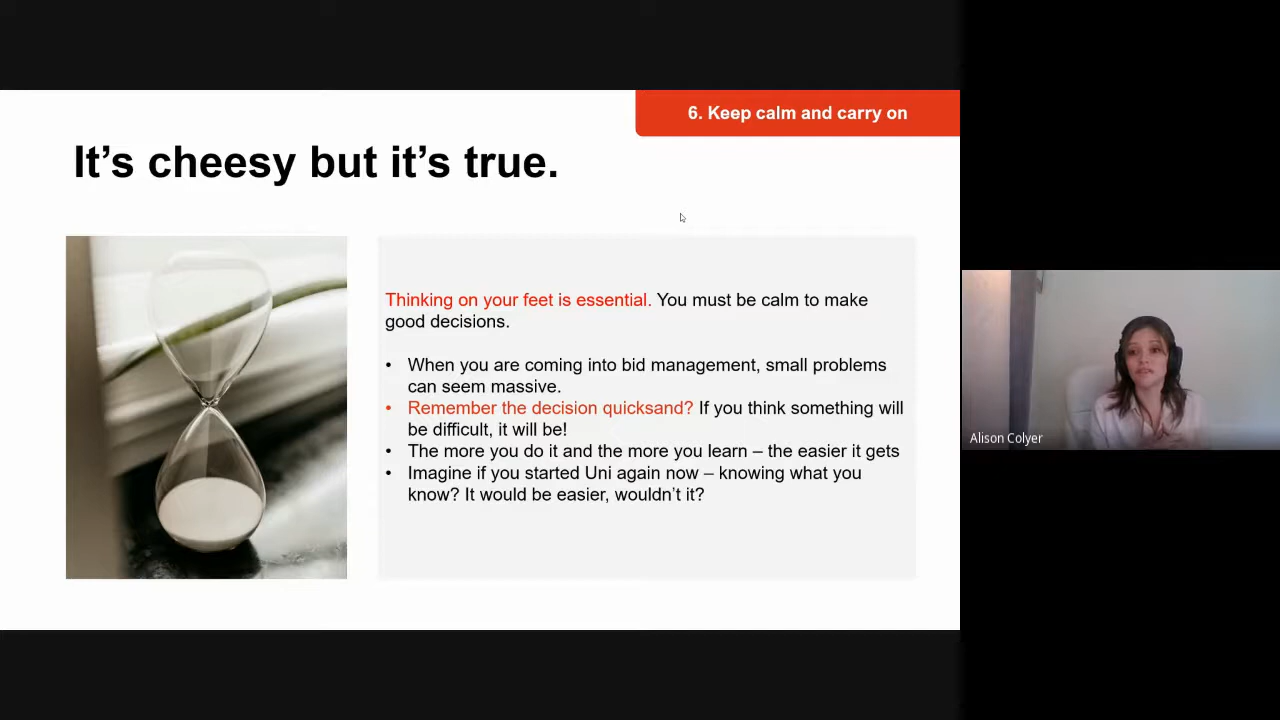 6. Keep calm and carry on
It’s cheesy but it’s true.
Thinking on your feet is essential. You must be calm to make
good decisions.
• When you are coming into bid management, small problems
can seem massive.
• Remember the decision quicksand? If you think something will
be difficult, it will be!
• The more you do it and the more you learn – the easier it gets
• Imagine if you started Uni again now – knowing what you
know? It would be easier, wouldn’t it?
Alison Colyer